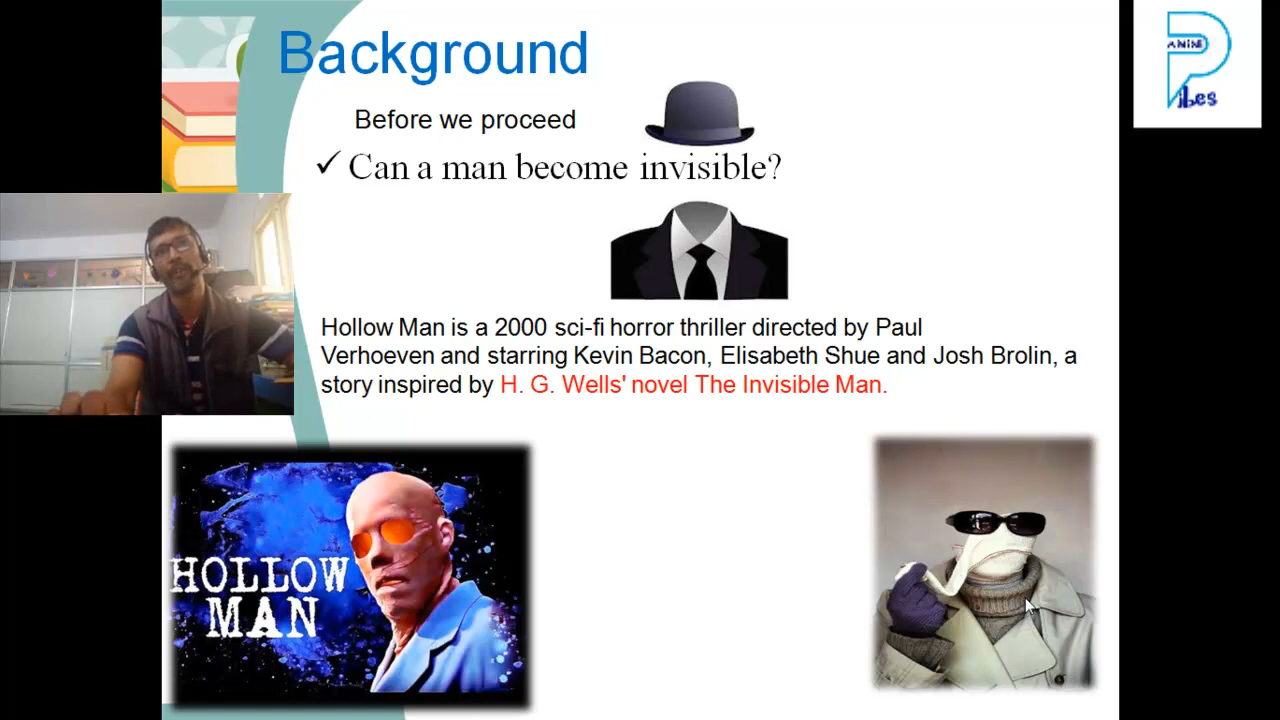 Background
Before we proceed
✓ Can a man become invisible?
Hollow Man is a 2000 sci-fi horror thriller directed by Paul
Verhoeven and starring Kevin Bacon, Elisabeth Shue and Josh Brolin, a
story inspired by H. G. Wells' novel The Invisible Man.
HOLLOW
MAN
ANINI
ibes